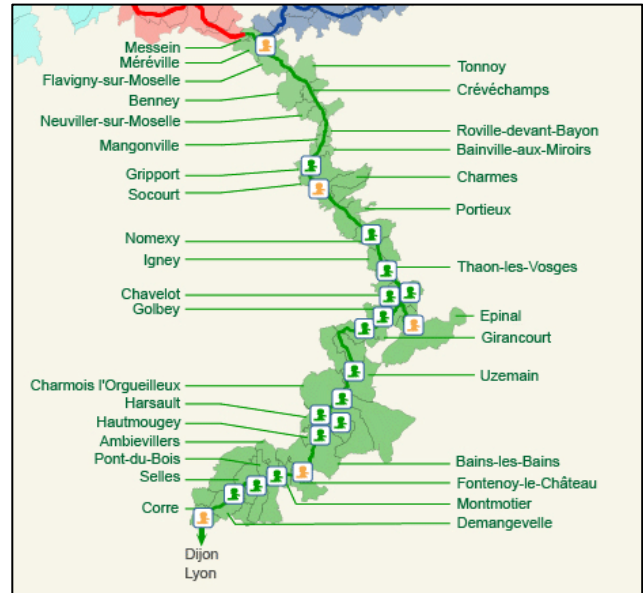 Messein
Méréville
Flavigny-sur-Moselle
Benney
Neuviller-sur-Moselle
Mangonville
Gripport
Socourt
Nomexy
Igney
Chavelot
Golbey
Charmois l'Orgueilleux
Harsault
Hautmougey
Ambievillers
Pont-du-Bois
Selles
Corre
Tonnoy
Crévéchamps
Roville-devant-Bayon
Bainville-aux-Miroirs
Charmes
Portieux
Thaon-les-Vosges
Epinal
Girancourt
Uzemain
Bains-les-Bains
Fontenoy-le-Château
Montmotier
Demangevelle
Dijon
Lyon